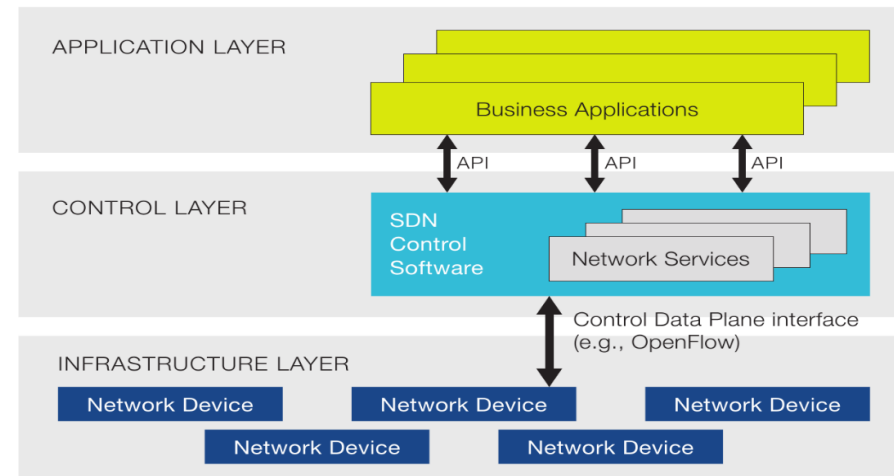 APPLICATION LAYER
Business Applications
API
API
API
CONTROL LAYER
SDN
Control
Software
Network Services
Control Data Plane interface
(e.g., OpenFlow)
INFRASTRUCTURE LAYER
Network Device
Network Device
Network Device
Network Device
Network Device